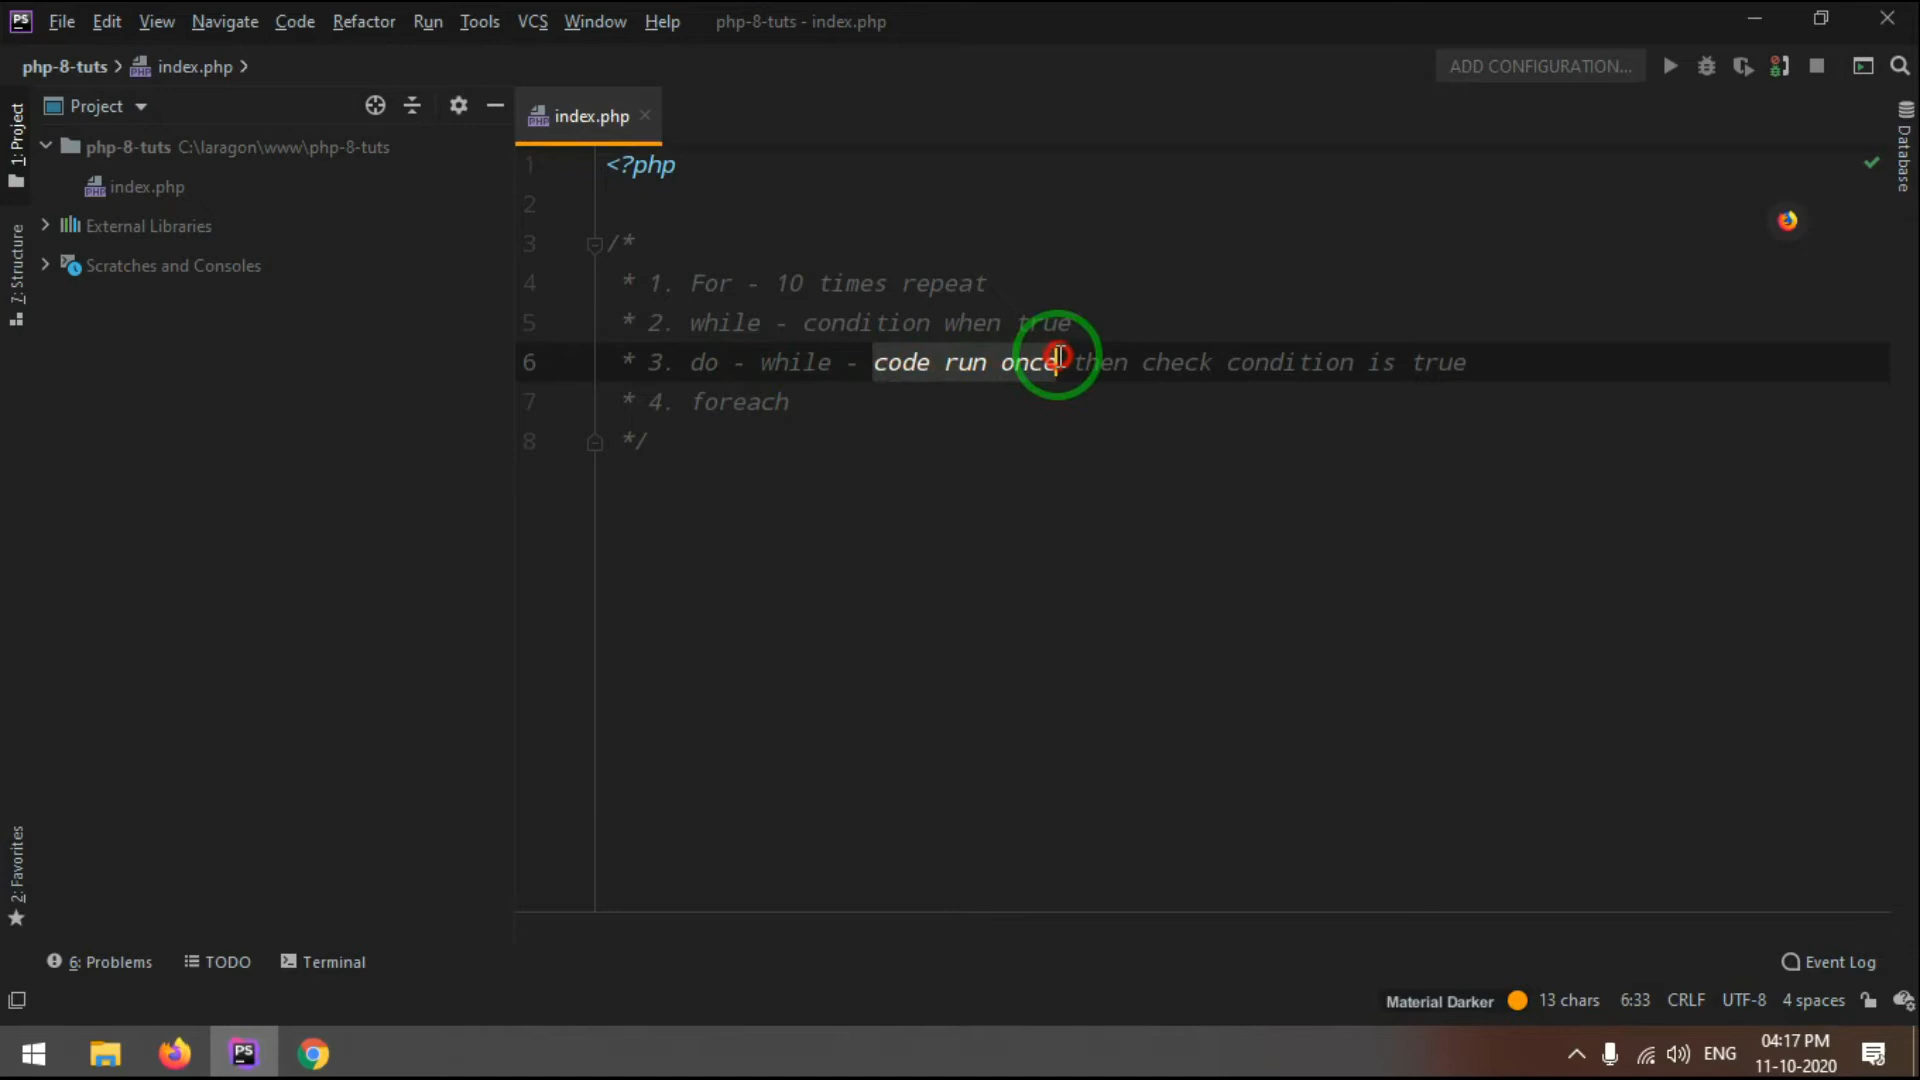 PS File Edit View Navigate Code Refactor Run Tools VCS Window Help php-8-tuts - index.php
php-8-tuts index.php ADD CONFIGURATION...
Project index.php
1: Project
php-8-tuts C:\laragon\www\php-8-tuts
index.php
External Libraries
Scratches and Consoles
7: Structure
2: Favorites
Database
1 <?php
2
3 /*
4 * 1. For - 10 times repeat
5 * 2. while - condition when true
6 * 3. do - while - code run once then check condition is true
7 * 4. foreach
8 */
6: Problems TODO Terminal Event Log
Material Darker 13 chars 6:33 CRLF UTF-8 4 spaces
PS ENG 04:17 PM
11-10-2020